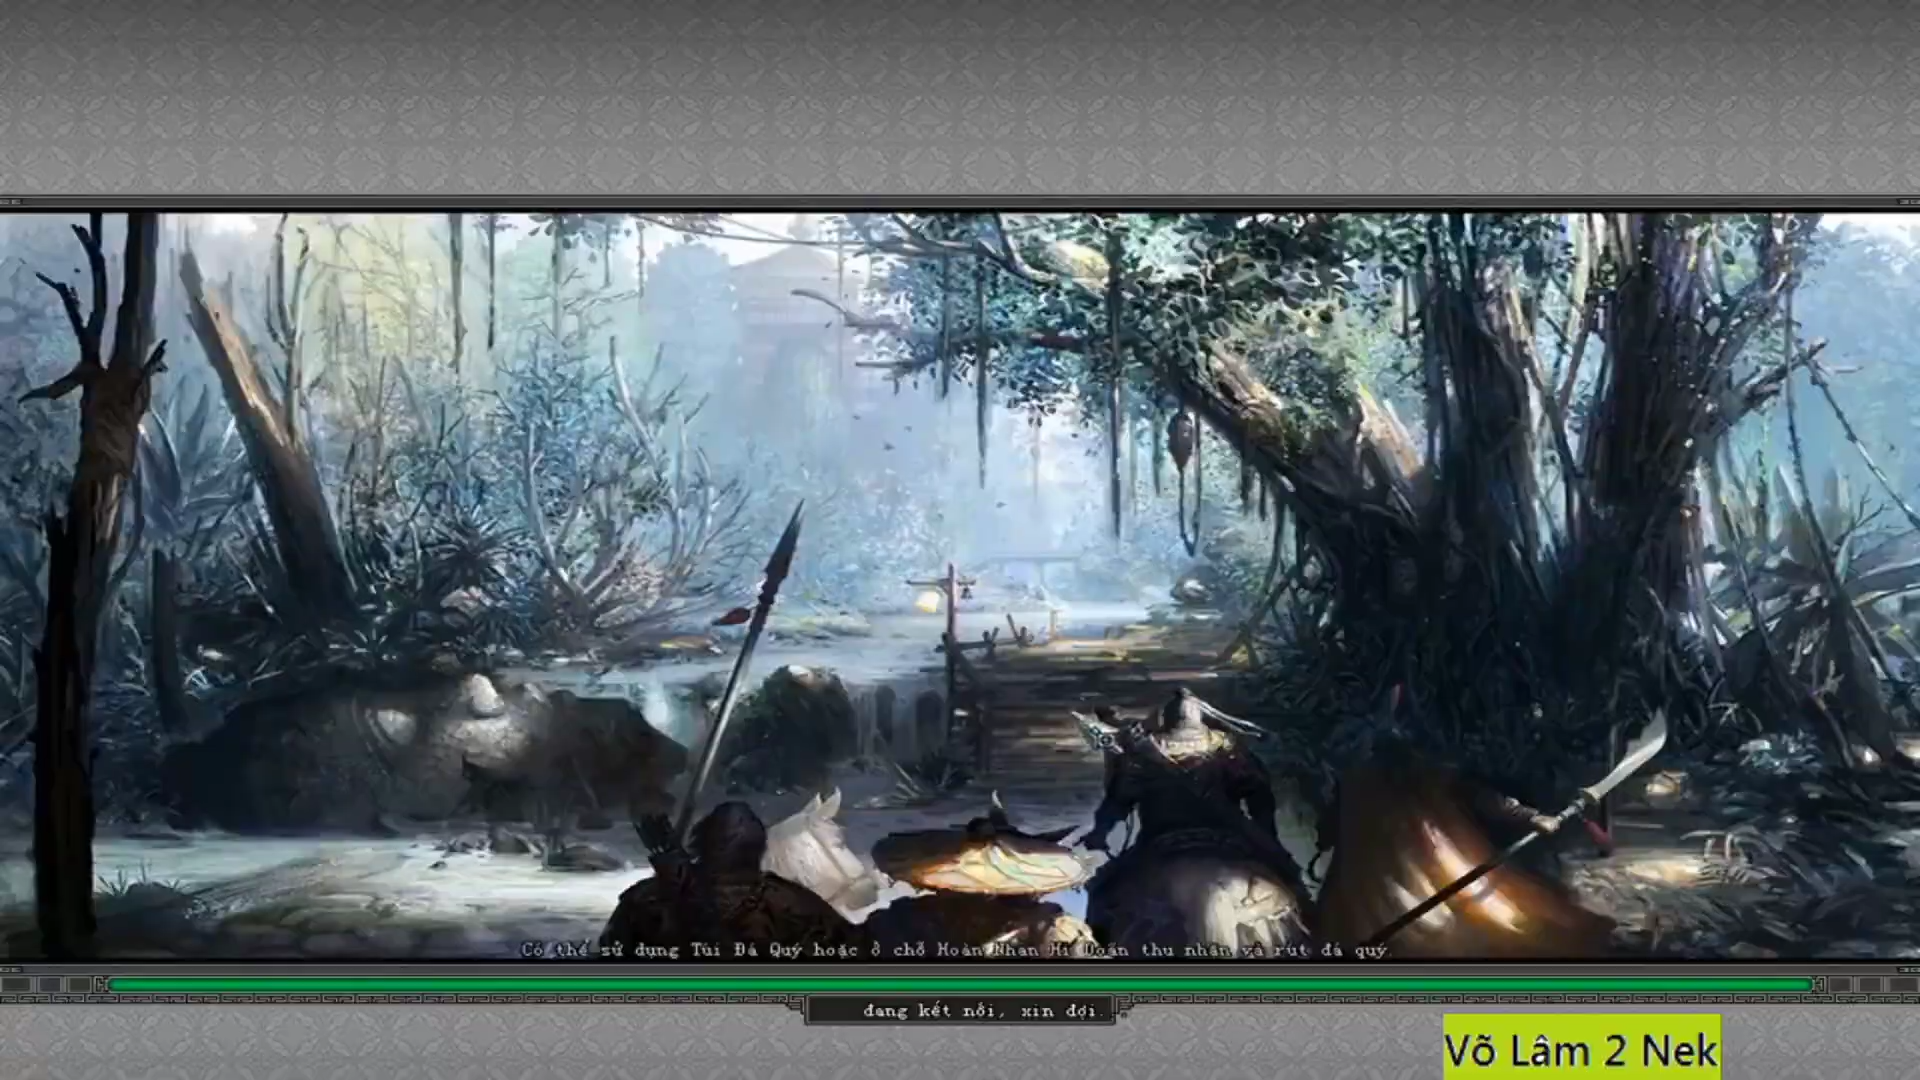 Có thể sử dụng Túi Đá Quý hoặc ở chỗ Hoàn Nhan Hi Doãn thu nhận và rút đá quý.
đang kết nối, xin đợi.
Võ Lâm 2 Nek